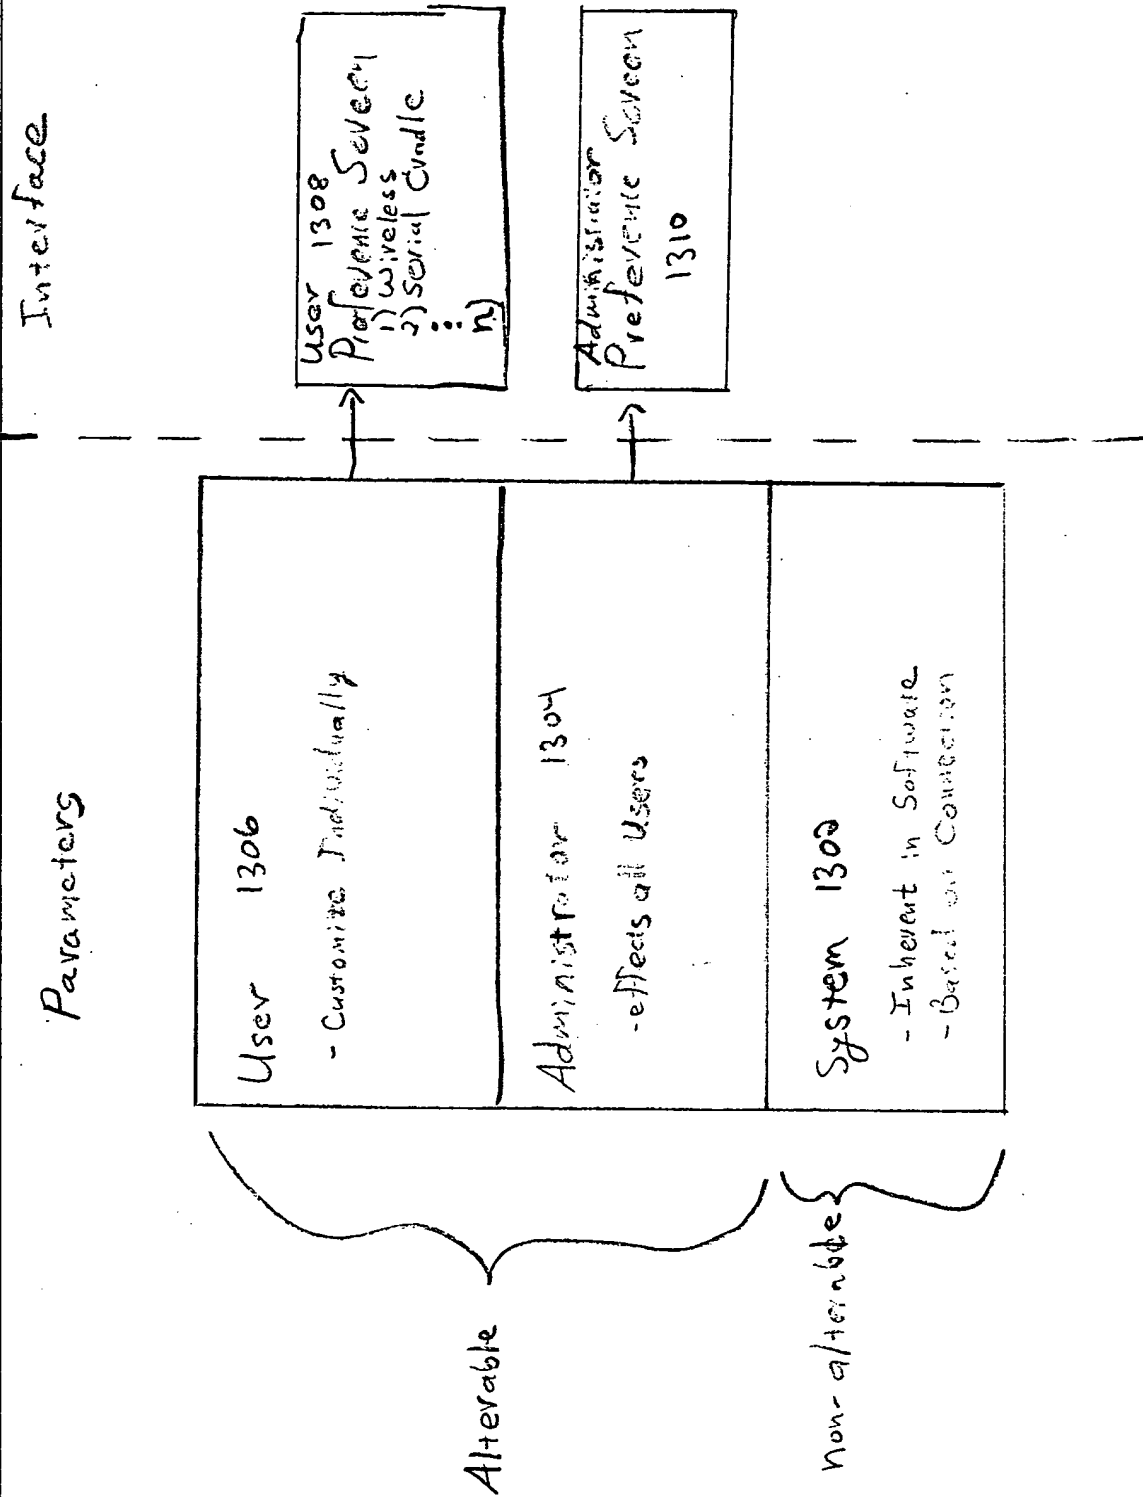 Parameters
Interface
Alterable
User 1306
- Customize Individually
User 1308
Preference Screen
1) Wireless
2) Serial Cradle
n)
Administrator 1304
- effects all Users
Administrator
Preference Screen
1310
non-alterable
System 1302
- Inherent in Software
- Based on Connection